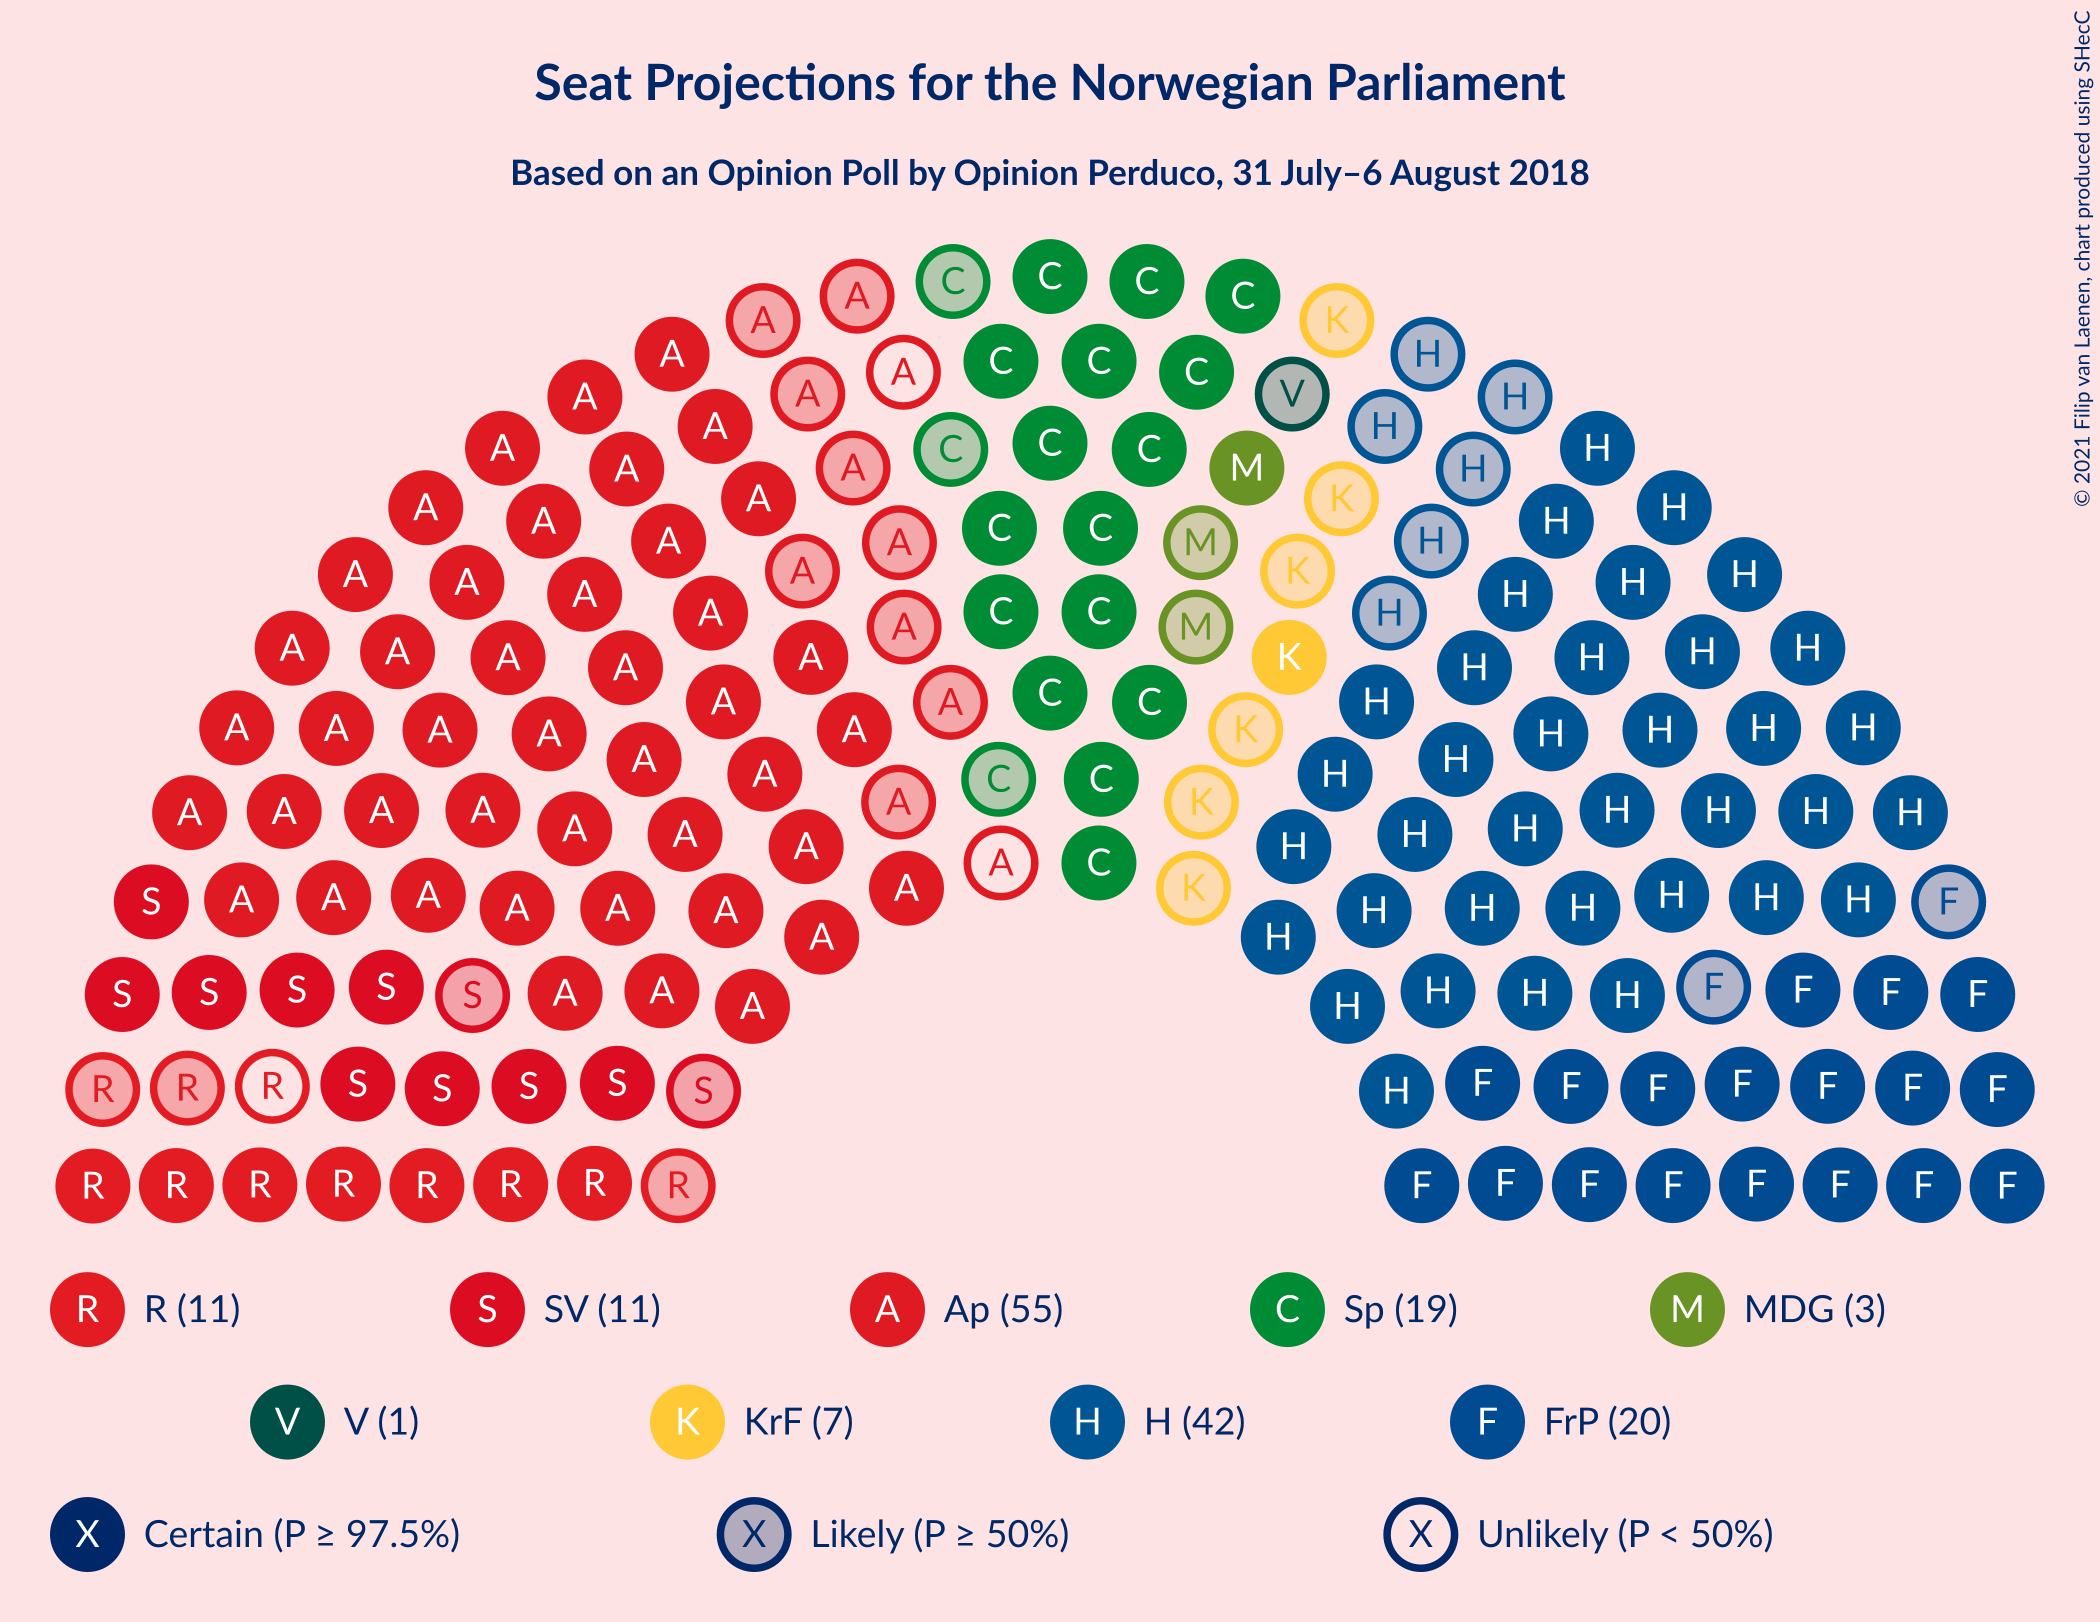 Seat Projections for the Norwegian Parliament
Based on an Opinion Poll by Opinion Perduco, 31 July–6 August 2018
© 2021 Filip van Laenen, chart produced using SHecC
A A C C C C K H H
A A A C C C V H H
A A A C C C M K H H
A A A A A C C M K H H H
A A A A A C C M K H H H H
A A A A A A C C K H H H H H
A A A A A A A K H H H H H
A A A A A A A A C C K H H H H H H
A A A A A A A A A C K H H H H H H H
S A A A A A A A H H H H H H H F
S S S S S A A A H H H H F F F F
R R R S S S S S H F F F F F F F
R R R R R R R R F F F F F F F F
R R (11) S SV (11) A Ap (55) C Sp (19) M MDG (3)
V V (1) K KrF (7) H H (42) F FrP (20)
X Certain (P ≥ 97.5%) X Likely (P ≥ 50%) X Unlikely (P < 50%)